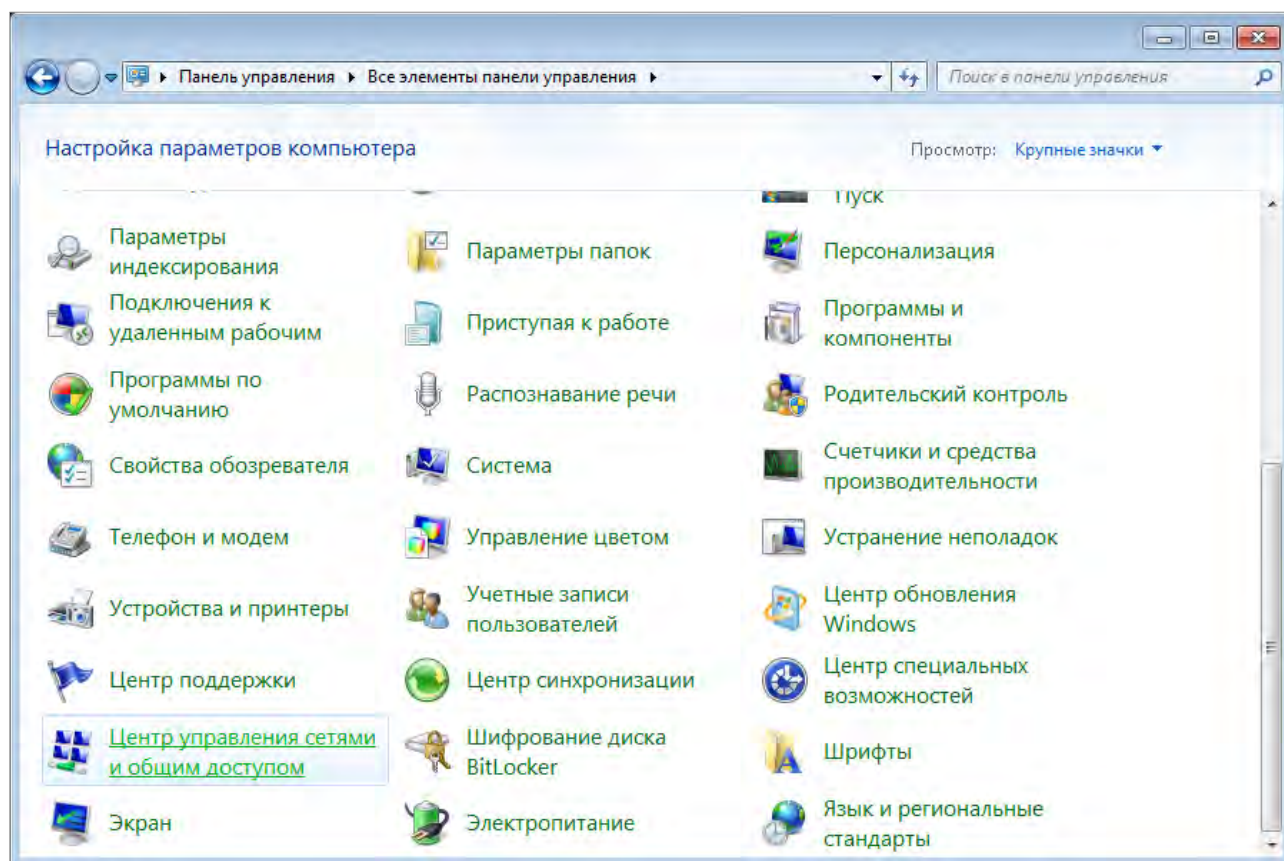 Панель управления
Все элементы панели управления
Поиск в панели управления
Настройка параметров компьютера
Просмотр: Крупные значки
Пуск
Параметры
индексирования
Параметры папок
Персонализация
Подключения к
удаленным рабочим
Приступая к работе
Программы и
компоненты
Программы по
умолчанию
Распознавание речи
Родительский контроль
Свойства обозревателя
Система
Счетчики и средства
производительности
Телефон и модем
Управление цветом
Устранение неполадок
Устройства и принтеры
Учетные записи
пользователей
Центр обновления
Windows
Центр поддержки
Центр синхронизации
Центр специальных
возможностей
Центр управления сетями
и общим доступом
Шифрование диска
BitLocker
Шрифты
Экран
Электропитание
Язык и региональные
стандарты